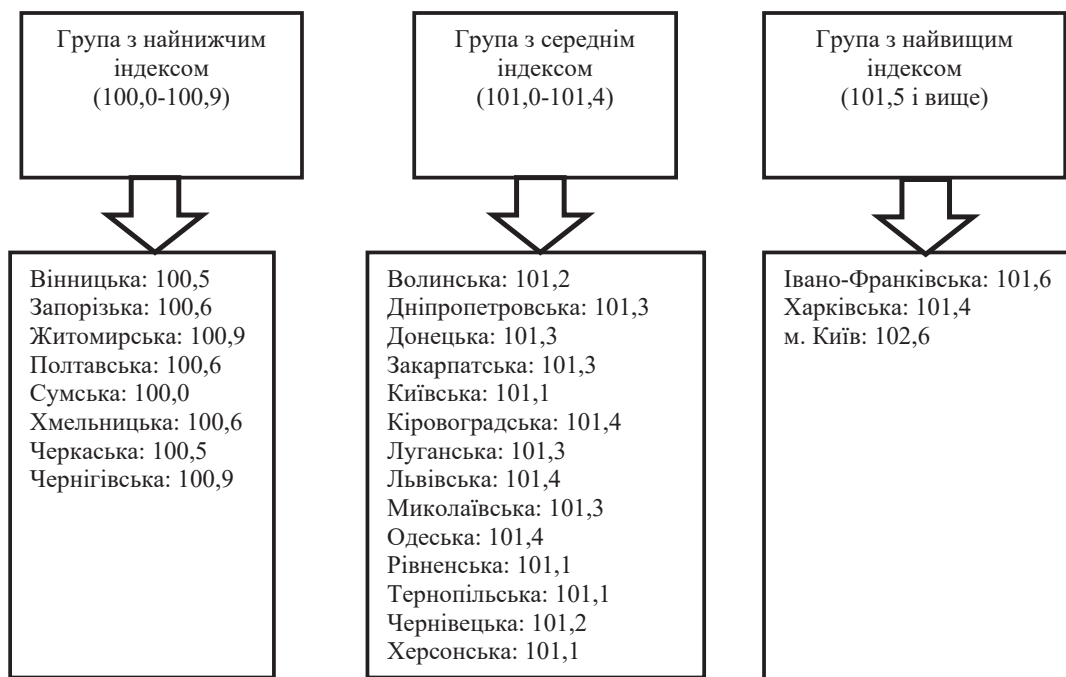 Група з найнижчим
індексом
(100,0-100,9)
Група з середнім
індексом
(101,0-101,4)
Група з найвищим
індексом
(101,5 і вище)
Вінницька: 100,5
Запорізька: 100,6
Житомирська: 100,9
Полтавська: 100,6
Сумська: 100,0
Хмельницька: 100,6
Черкаська: 100,5
Чернігівська: 100,9
Волинська: 101,2
Дніпропетровська: 101,3
Донецька: 101,3
Закарпатська: 101,3
Київська: 101,1
Кіровоградська: 101,4
Луганська: 101,3
Львівська: 101,4
Миколаївська: 101,3
Одеська: 101,4
Рівненська: 101,1
Тернопільська: 101,1
Чернівецька: 101,2
Херсонська: 101,1
Івано-Франківська: 101,6
Харківська: 101,4
м. Київ: 102,6